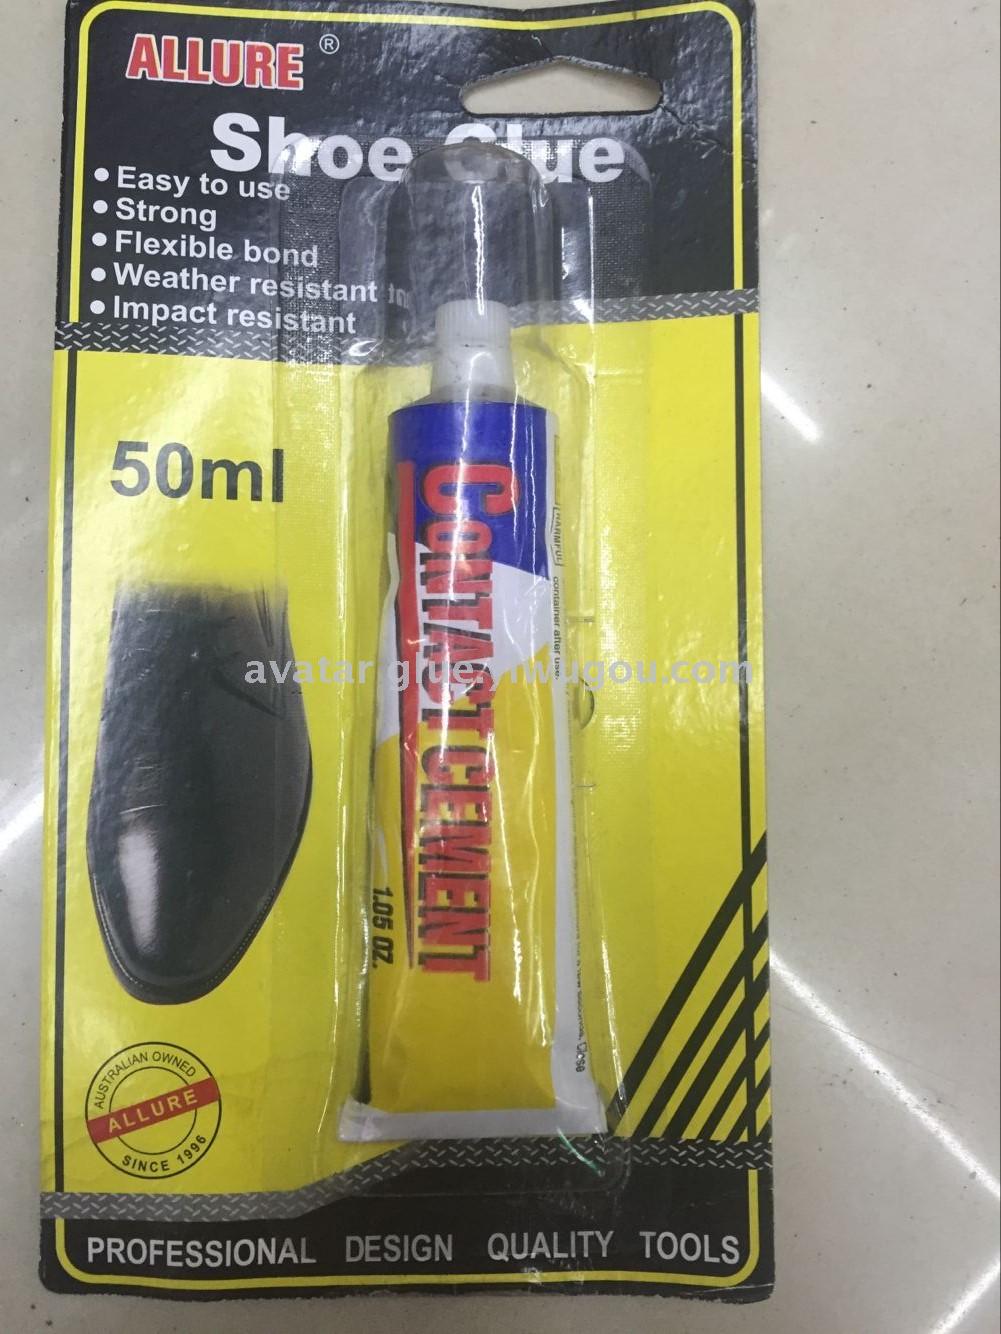 ALLURE ®
Shoe Glue
• Easy to use
• Strong
• Flexible bond
• Weather resistant
• Impact resistant
50ml
CONTACT CEMENT
1.05 OZ.
HARMFUL
container after use.
avatar-glue.yiwugou.com
AUSTRALIAN OWNED
ALLURE
SINCE 1996
PROFESSIONAL DESIGN QUALITY TOOLS